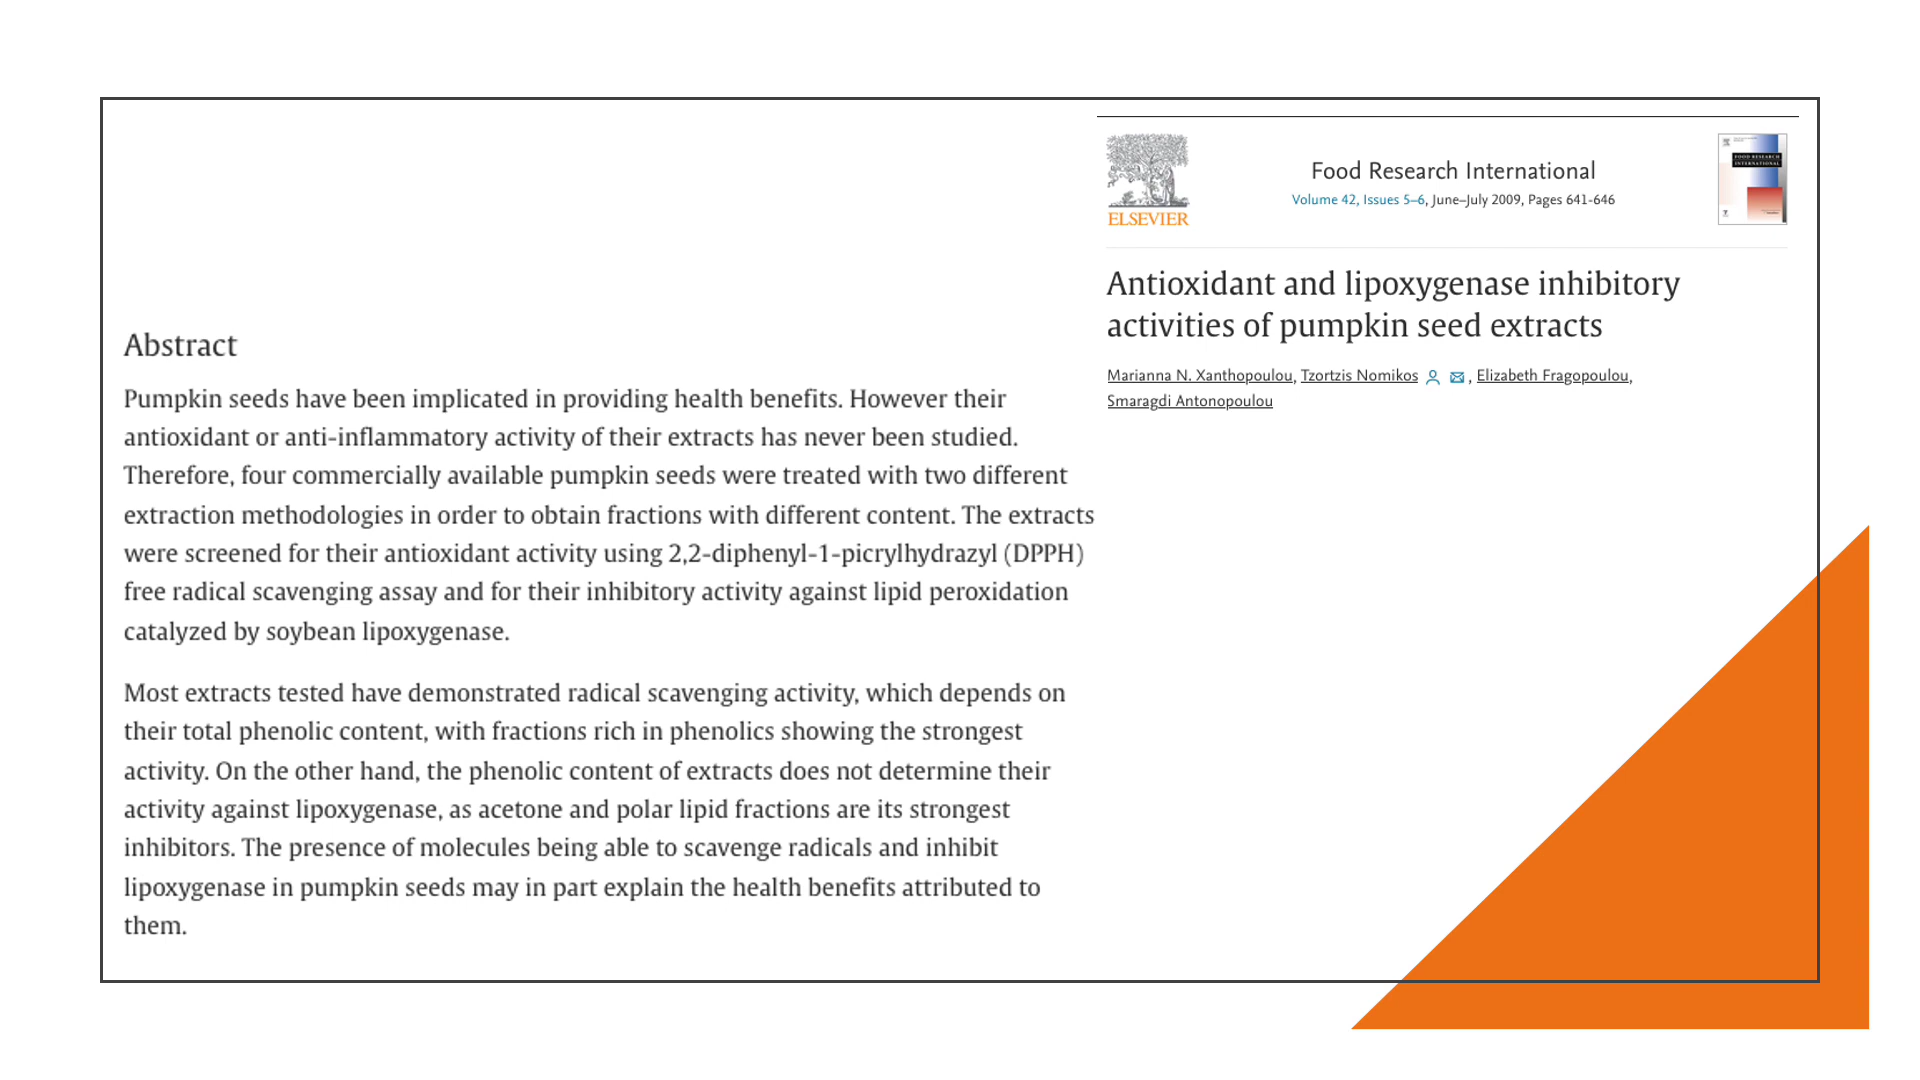 ELSEVIER
Food Research International
Volume 42, Issues 5–6, June–July 2009, Pages 641-646
FOOD RESEARCH
INTERNATIONAL
Antioxidant and lipoxygenase inhibitory
activities of pumpkin seed extracts
Marianna N. Xanthopoulou, Tzortzis Nomikos , Elizabeth Fragopoulou,
Smaragdi Antonopoulou
Abstract
Pumpkin seeds have been implicated in providing health benefits. However their
antioxidant or anti-inflammatory activity of their extracts has never been studied.
Therefore, four commercially available pumpkin seeds were treated with two different
extraction methodologies in order to obtain fractions with different content. The extracts
were screened for their antioxidant activity using 2,2-diphenyl-1-picrylhydrazyl (DPPH)
free radical scavenging assay and for their inhibitory activity against lipid peroxidation
catalyzed by soybean lipoxygenase.
Most extracts tested have demonstrated radical scavenging activity, which depends on
their total phenolic content, with fractions rich in phenolics showing the strongest
activity. On the other hand, the phenolic content of extracts does not determine their
activity against lipoxygenase, as acetone and polar lipid fractions are its strongest
inhibitors. The presence of molecules being able to scavenge radicals and inhibit
lipoxygenase in pumpkin seeds may in part explain the health benefits attributed to
them.